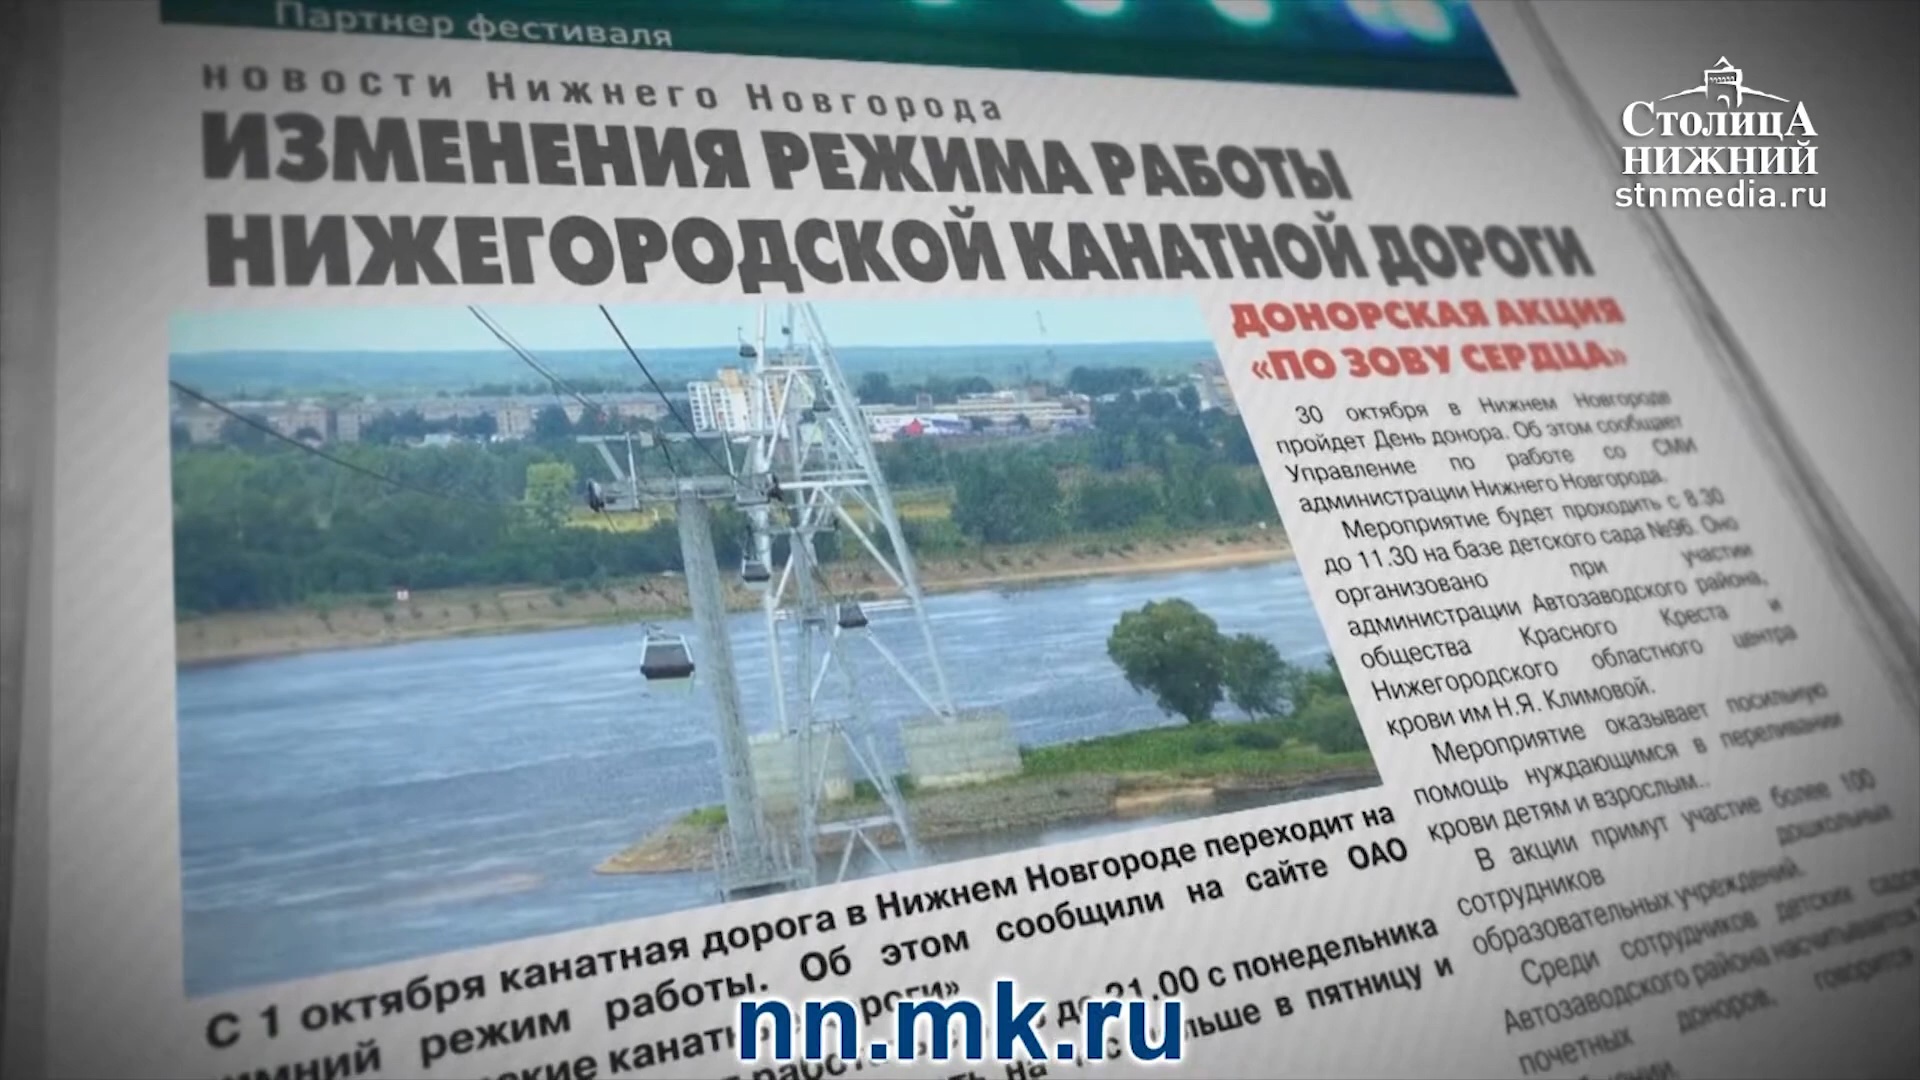 Партнер фестиваля
новости Нижнего Новгорода
ИЗМЕНЕНИЯ РЕЖИМА РАБОТЫ
НИЖЕГОРОДСКОЙ КАНАТНОЙ ДОРОГИ
СТОЛИЦА
НИЖНИЙ
stnmedia.ru
ДОНОРСКАЯ АКЦИЯ
«ПО ЗОВУ СЕРДЦА»
30 октября в Нижнем Новгороде
пройдет День донора. Об этом сообщает
Управление по работе со СМИ
администрации Нижнего Новгорода.
Мероприятие будет проходить с 8.30
до 11.30 на базе детского сада №96. Оно
организовано при участии
администрации Автозаводского района,
общества Красного Креста и
Нижегородского областного центра
крови им Н.Я. Климовой.
Мероприятие оказывает посильную
помощь нуждающимся в переливании
крови детям и взрослым..
В акции примут участие более 100
сотрудников дошкольных
образовательных учреждений.
Среди сотрудников детских садов
Автозаводского района насчитывается
почетных доноров, говорится
С 1 октября канатная дорога в Нижнем Новгороде переходит на
зимний режим работы. Об этом сообщили на сайте ОАО
канатные дороги»
до 21.00 с понедельника
в пятницу и
nn.mk.ru